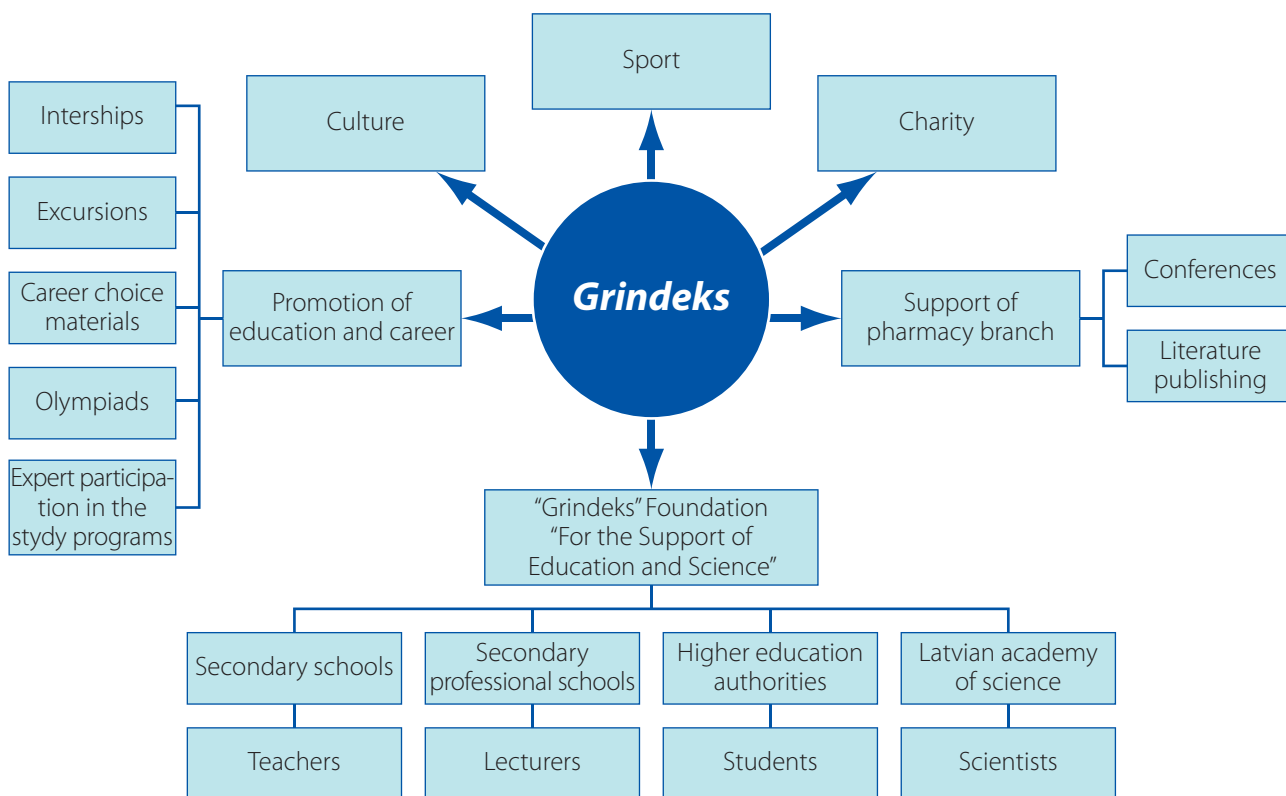 Sport
Culture
Charity
Interships
Excursions
Career choice
materials
Olympiads
Expert participa-
tion in the
stydy programs
Promotion of
education and career
Grindeks
Support of
pharmacy branch
Conferences
Literature
publishing
“Grindeks” Foundation
“For the Support of
Education and Science”
Secondary schools
Secondary
professional schools
Higher education
authorities
Latvian academy
of science
Teachers
Lecturers
Students
Scientists